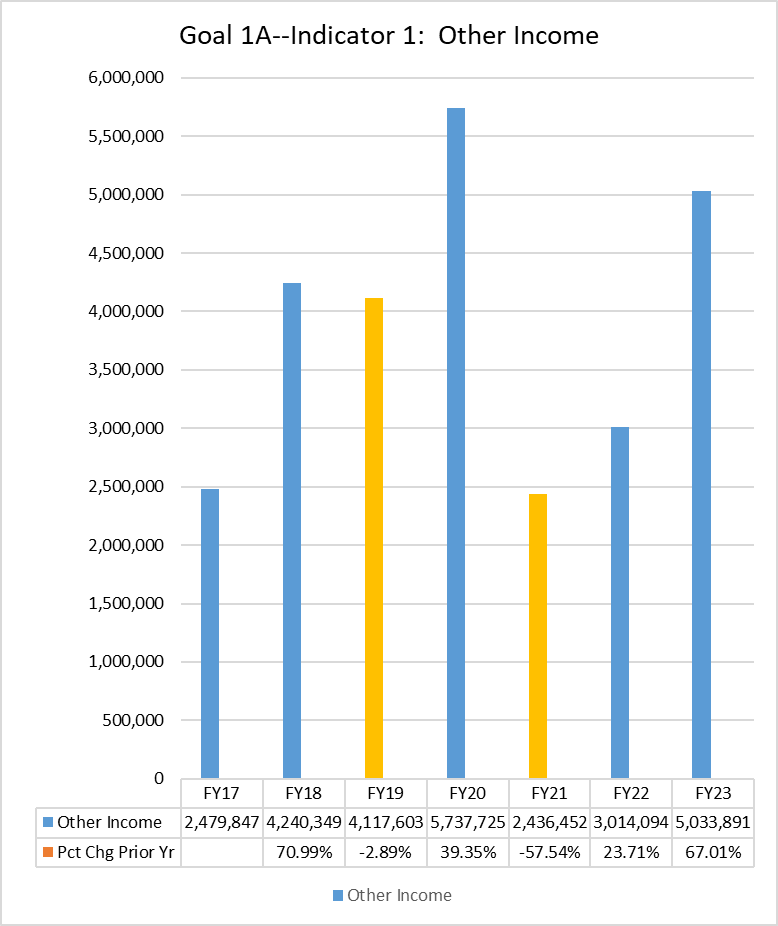 Goal 1A--Indicator 1:  Other Income
6,000,000
5,500,000
5,000,000
4,500,000
4,000,000
3,500,000
3,000,000
2,500,000
2,000,000
1,500,000
1,000,000
500,000
0
FY17 FY18 FY19 FY20 FY21 FY22 FY23
Other Income 2,479,847 4,240,349 4,117,603 5,737,725 2,436,452 3,014,094 5,033,891
Pct Chg Prior Yr 70.99% -2.89% 39.35% -57.54% 23.71% 67.01%
Other Income